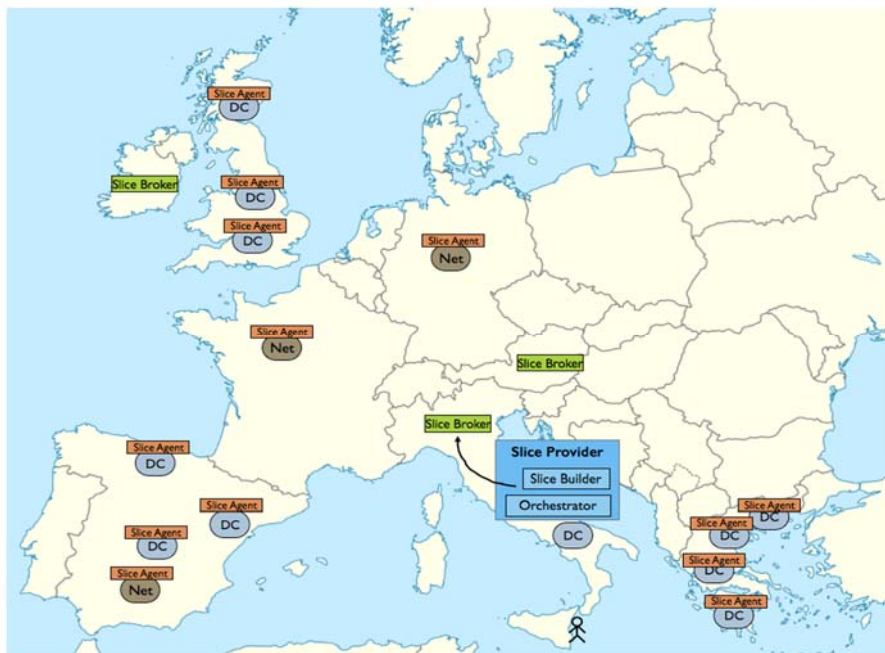 Slice Agent
DC
Slice Broker
Slice Agent
DC
Slice Agent
DC
Slice Agent
Net
Slice Agent
Net
Slice Broker
Slice Broker
Slice Provider
Slice Builder
Orchestrator
DC
Slice Agent
DC
Slice Agent
DC
Slice Agent
DC
Slice Agent
Net
Slice Agent
DC
Slice Agent
DC
Slice Agent
DC
Slice Agent
DC